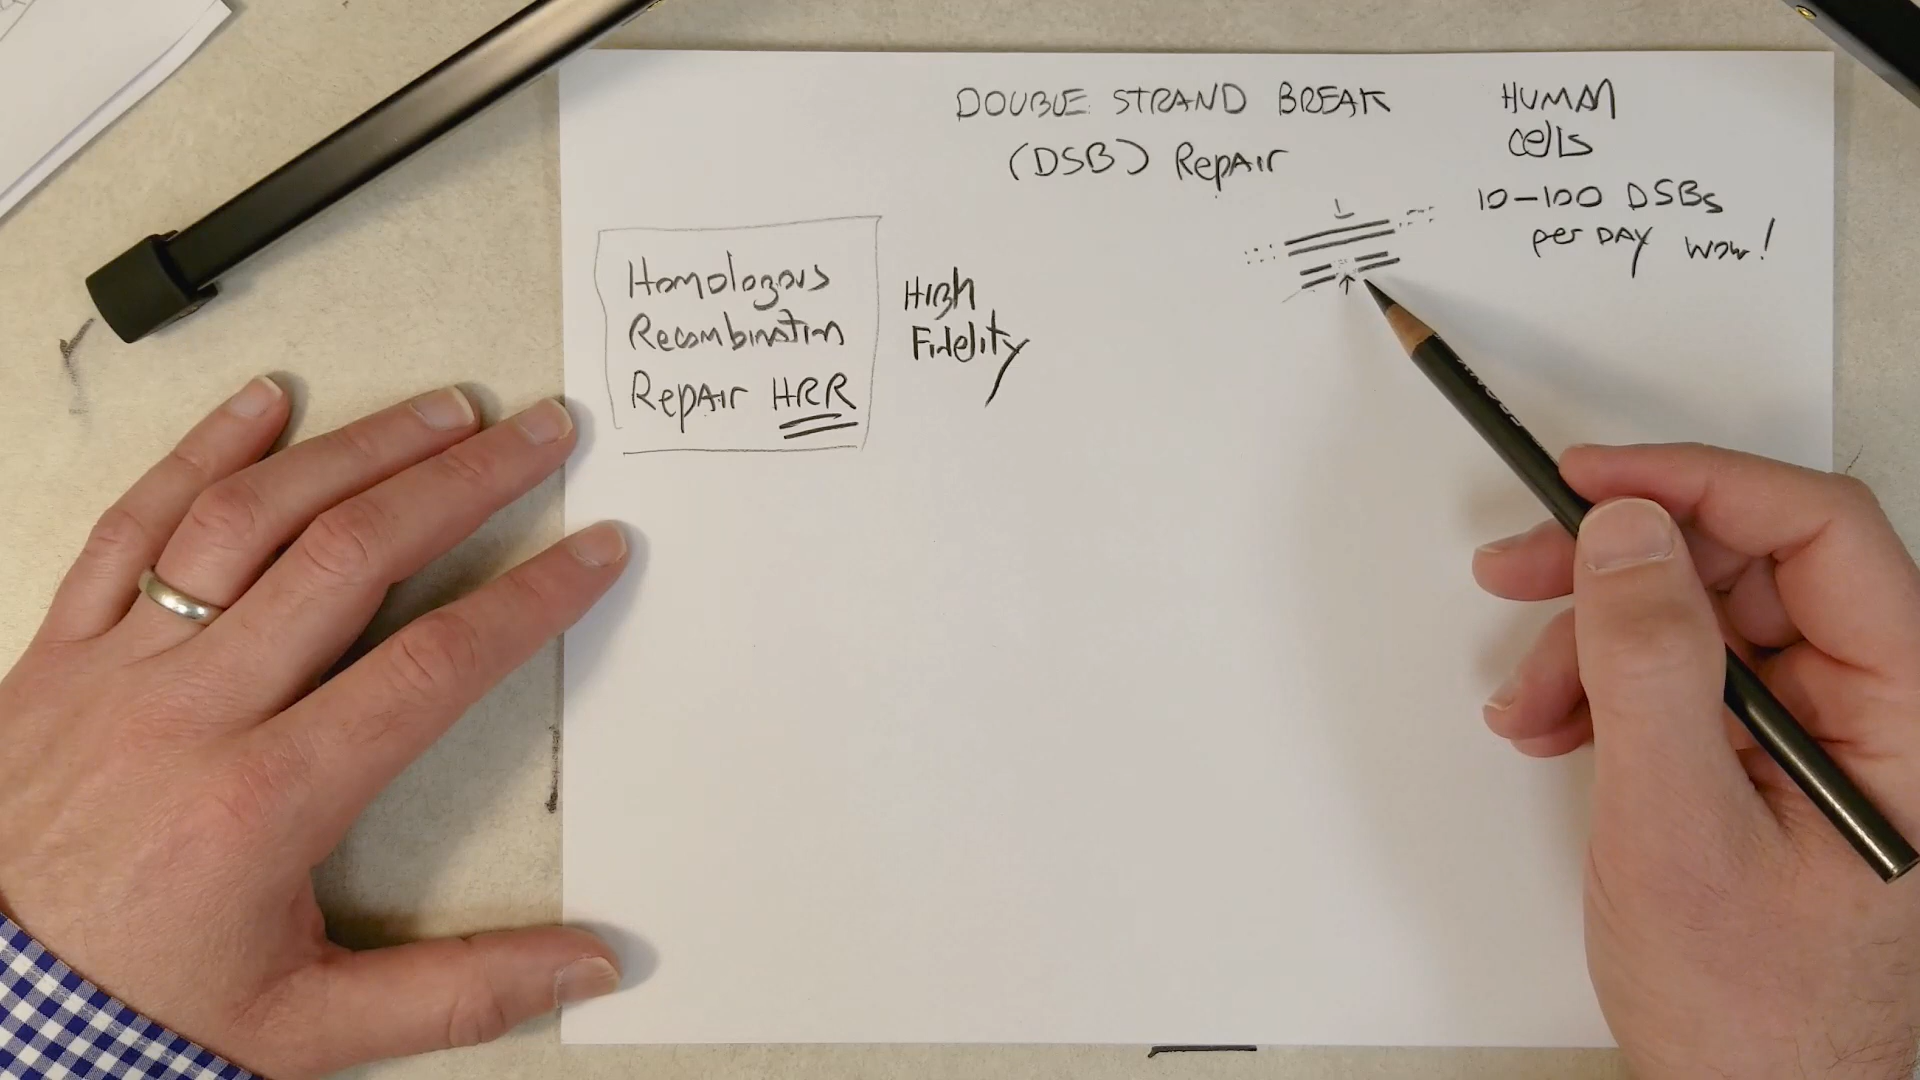 DOUBLE STRAND BREAK
(DSB) Repair
HUMAN
cells
10-100 DSBs
per DAY wow!
Homologous
Recombination
Repair HRR
High
Fidelity